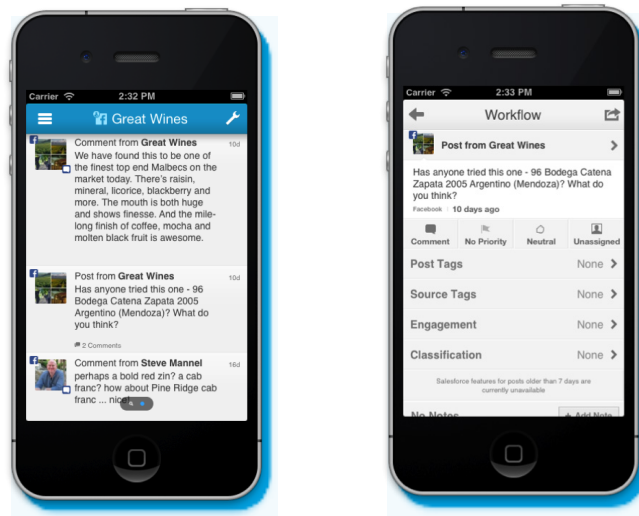 Carrier 2:32 PM
Great Wines
Comment from Great Wines 10d
We have found this to be one of
the finest top end Malbecs on the
market today. There's raisin,
mineral, licorice, blackberry and
more. The mouth is both huge
and shows finesse. And the mile-
long finish of coffee, mocha and
molten black fruit is awesome.
Post from Great Wines 10d
Has anyone tried this one - 96
Bodega Catena Zapata 2005
Argentino (Mendoza)? What do
you think?
2 Comments
Comment from Steve Mannel 16d
perhaps a bold red zin? a cab
franc? how about Pine Ridge cab
franc ... nice!
Carrier 2:33 PM
Workflow
Post from Great Wines
Has anyone tried this one - 96 Bodega Catena
Zapata 2005 Argentino (Mendoza)? What do
you think?
Facebook 10 days ago
Comment No Priority Neutral Unassigned
Post Tags None
Source Tags None
Engagement None
Classification None
Salesforce features for posts older than 7 days are
currently unavailable
No Notes + Add Note